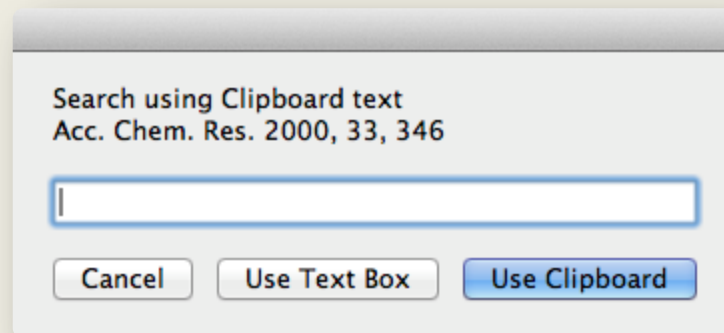 Search using Clipboard text
Acc. Chem. Res. 2000, 33, 346
Cancel Use Text Box Use Clipboard